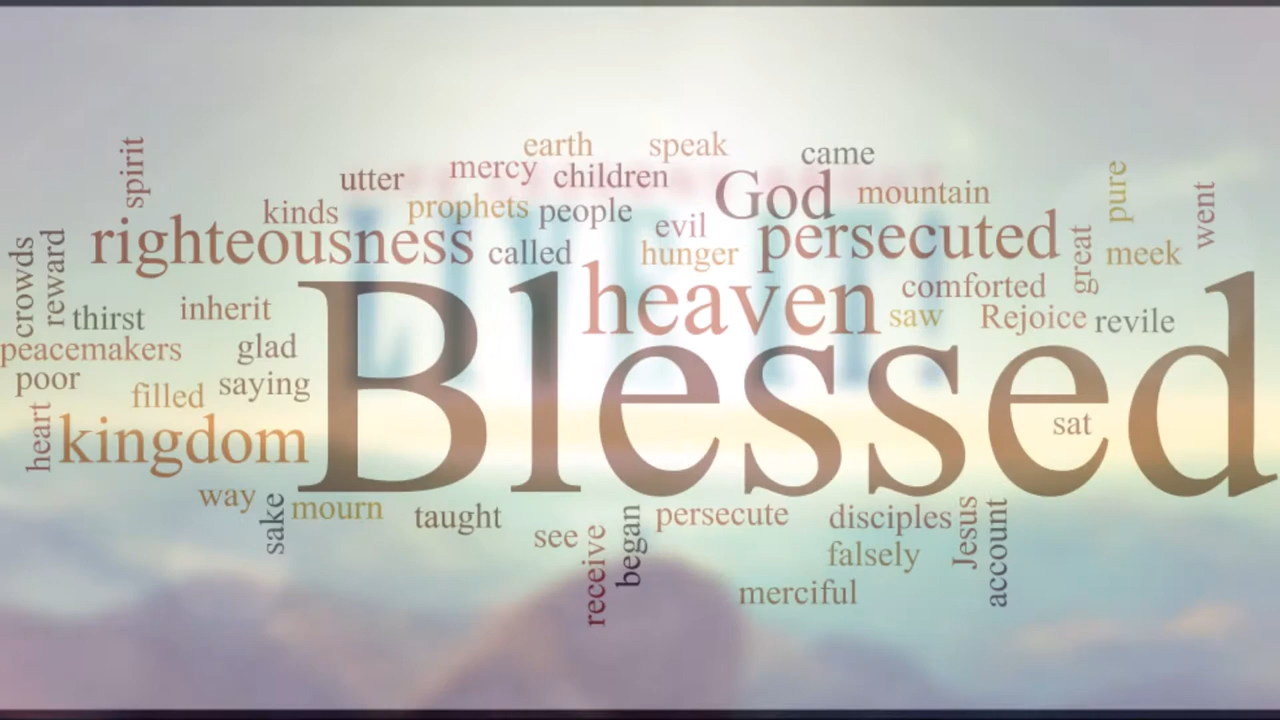 earth speak
came
spirit
utter mercy children
God mountain
pure
went
kinds prophets people
evil
righteousness called hunger persecuted great meek
crowds reward
heaven comforted
thirst inherit saw Rejoice revile
peacemakers glad
Blessed
poor filled saying
heart kingdom sat
way sake mourn taught
see receive began persecute disciples Jesus account
falsely
merciful